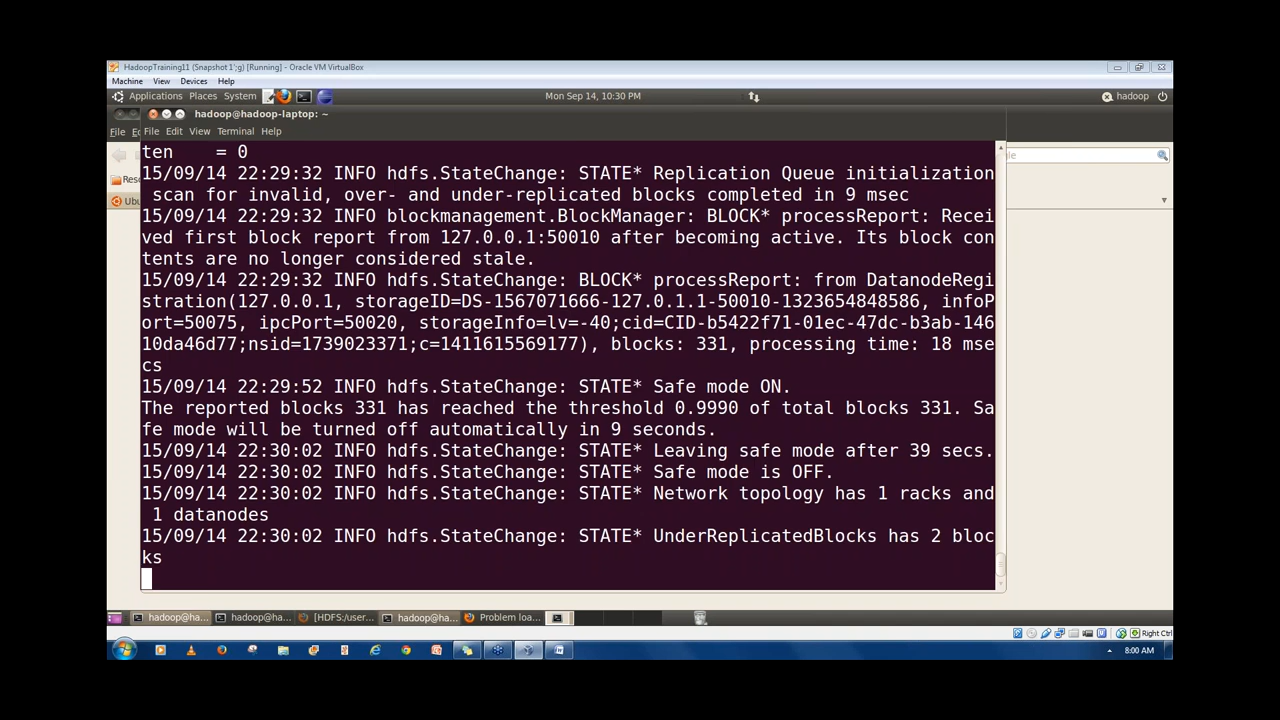 HadoopTraining11 (Snapshot 1';g) [Running] - Oracle VM VirtualBox
Machine View Devices Help
Applications Places System Mon Sep 14, 10:30 PM hadoop
hadoop@hadoop-laptop: ~
File Edit View Terminal Help
ten    = 0
15/09/14 22:29:32 INFO hdfs.StateChange: STATE* Replication Queue initialization
 scan for invalid, over- and under-replicated blocks completed in 9 msec
15/09/14 22:29:32 INFO blockmanagement.BlockManager: BLOCK* processReport: Recei
ved first block report from 127.0.0.1:50010 after becoming active. Its block con
tents are no longer considered stale.
15/09/14 22:29:32 INFO hdfs.StateChange: BLOCK* processReport: from DatanodeRegi
stration(127.0.0.1, storageID=DS-1567071666-127.0.1.1-50010-1323654848586, infoP
ort=50075, ipcPort=50020, storageInfo=lv=-40;cid=CID-b5422f71-01ec-47dc-b3ab-146
10da46d77;nsid=1739023371;c=1411615569177), blocks: 331, processing time: 18 mse
cs
15/09/14 22:29:52 INFO hdfs.StateChange: STATE* Safe mode ON.
The reported blocks 331 has reached the threshold 0.9990 of total blocks 331. Sa
fe mode will be turned off automatically in 9 seconds.
15/09/14 22:30:02 INFO hdfs.StateChange: STATE* Leaving safe mode after 39 secs.
15/09/14 22:30:02 INFO hdfs.StateChange: STATE* Safe mode is OFF.
15/09/14 22:30:02 INFO hdfs.StateChange: STATE* Network topology has 1 racks and
 1 datanodes
15/09/14 22:30:02 INFO hdfs.StateChange: STATE* UnderReplicatedBlocks has 2 bloc
ks
hadoop@ha... hadoop@ha... [HDFS:/user... hadoop@ha... Problem loa...
Right Ctrl
8:00 AM